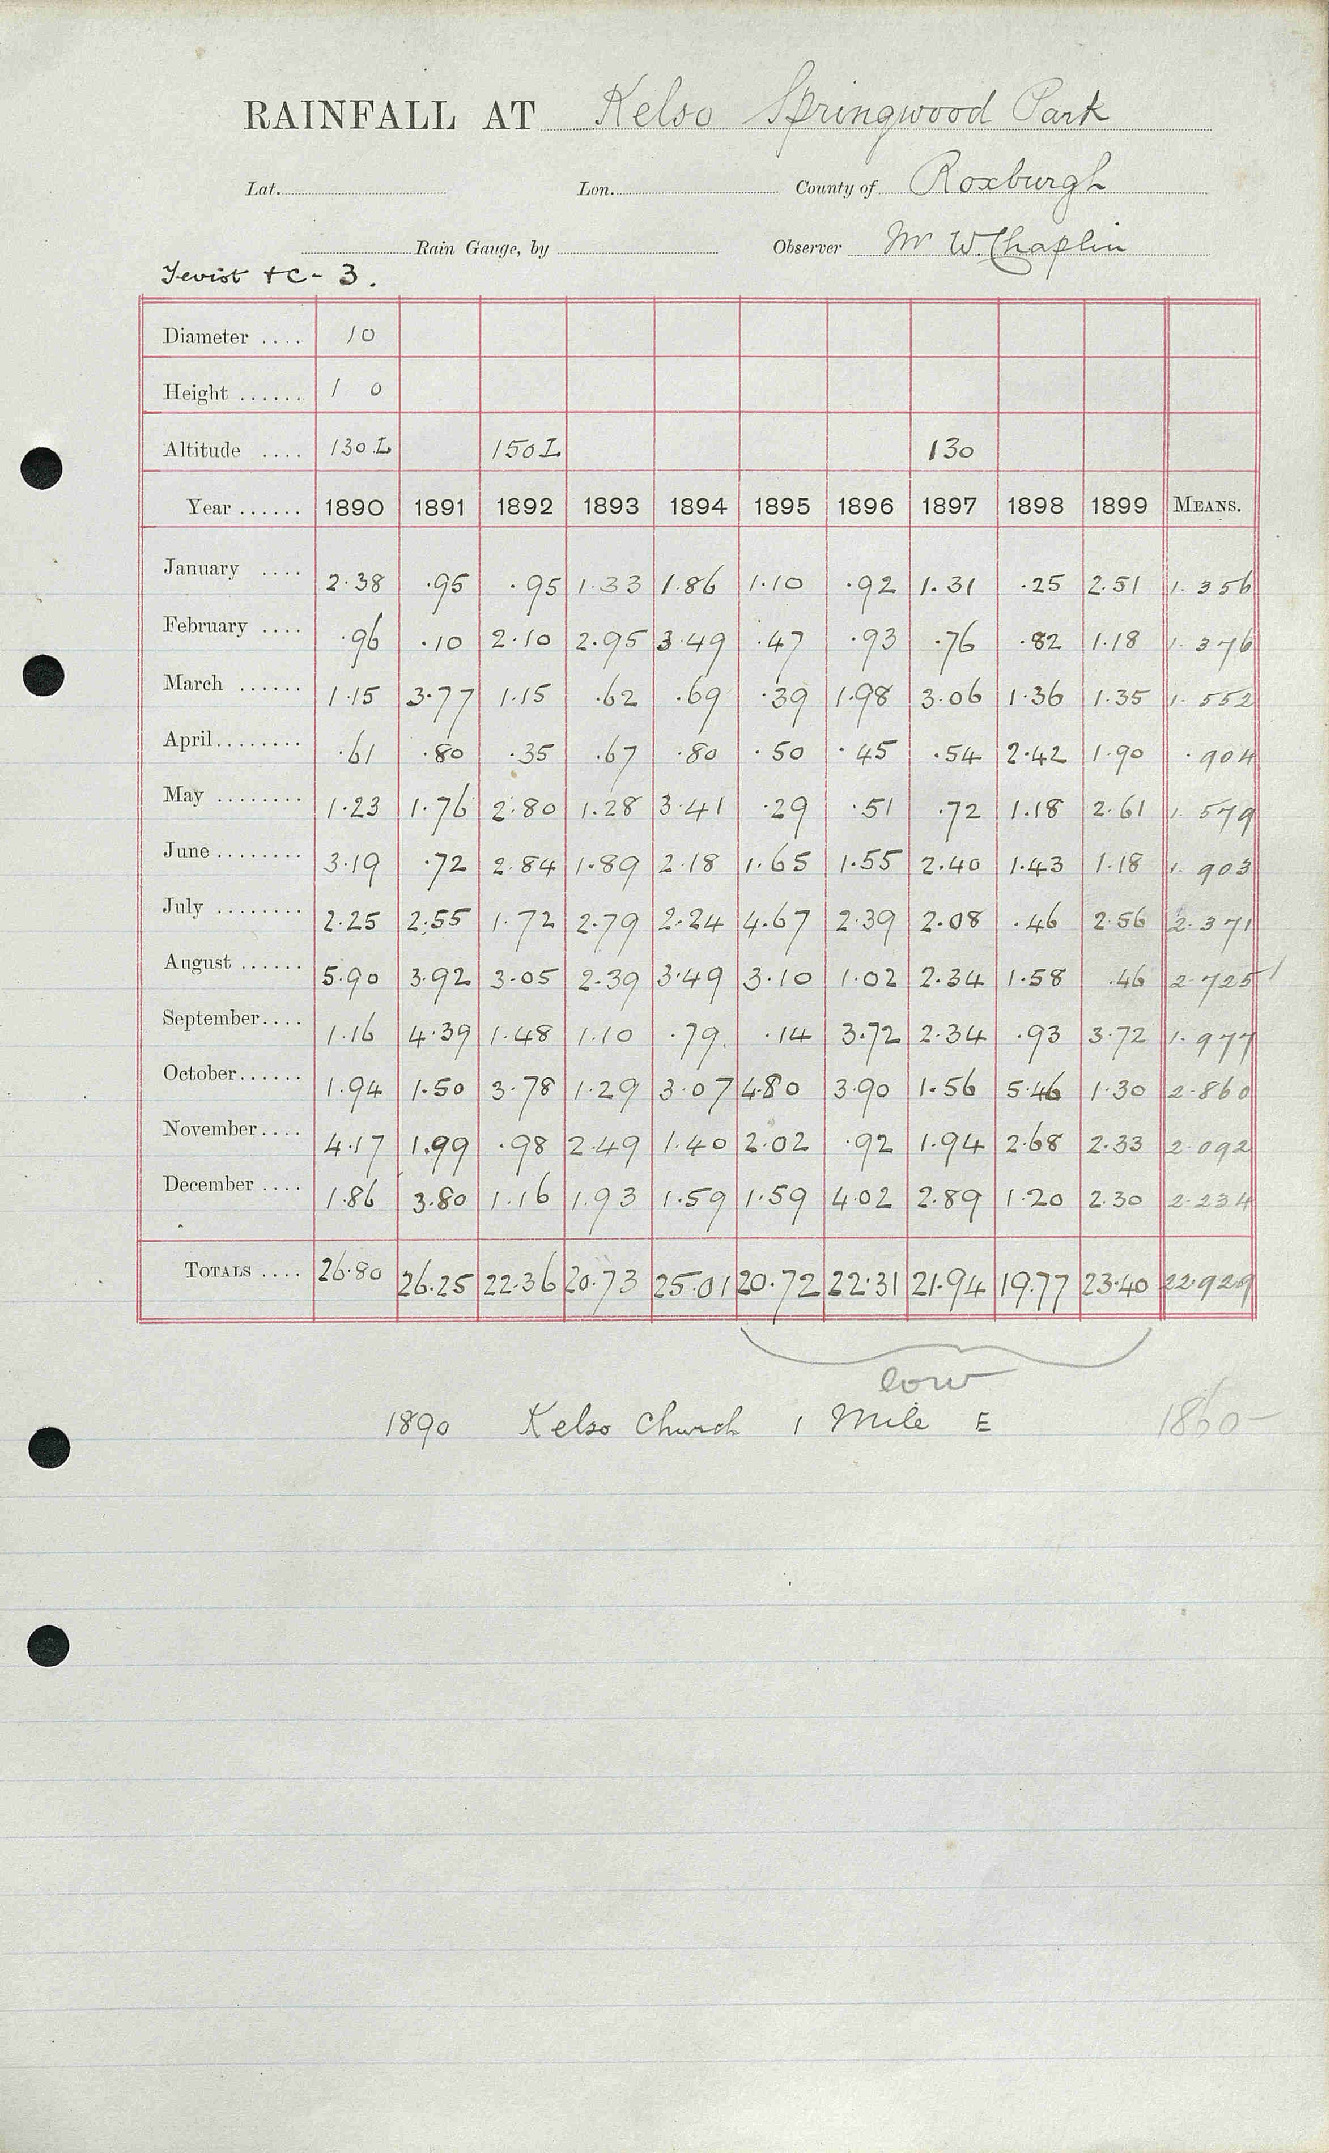 RAINFALL AT Kelso Springwood Park
Lat. Lon. County of Roxburgh
Rain Gauge, by Observer Mr W. Chaplin
Teviot + C - 3.
Diameter .... 10
Height ...... 1 0
Altitude .... 130 L 150 L 130
Year ...... 1890 1891 1892 1893 1894 1895 1896 1897 1898 1899 MEANS.
January .... 2.38 .95 .95 1.33 1.86 1.10 .92 1.31 .25 2.51 1.356
February .... .96 .10 2.10 2.95 3.49 .47 .93 .76 .82 1.18 1.376
March ...... 1.15 3.77 1.15 .62 .69 .39 1.98 3.06 1.36 1.35 1.552
April........ .61 .80 .35 .67 .80 .50 .45 .54 2.42 1.90 .904
May ........ 1.23 1.76 2.80 1.28 3.41 .29 .51 .72 1.18 2.61 1.579
June ........ 3.19 .72 2.84 1.89 2.18 1.65 1.55 2.40 1.43 1.18 1.903
July ........ 2.25 2.55 1.72 2.79 2.24 4.67 2.39 2.08 .46 2.56 2.371
August ...... 5.90 3.92 3.05 2.39 3.49 3.10 1.02 2.34 1.58 .46 2.725
September.... 1.16 4.39 1.48 1.10 .79 .14 3.72 2.34 .93 3.72 1.977
October...... 1.94 1.50 3.78 1.29 3.07 4.80 3.90 1.56 5.46 1.30 2.860
November.... 4.17 1.99 .98 2.49 1.40 2.02 .92 1.94 2.68 2.33 2.092
December .... 1.86 3.80 1.16 1.93 1.59 1.59 4.02 2.89 1.20 2.30 2.234
TOTALS .... 26.80 26.25 22.36 20.73 25.01 20.72 22.31 21.94 19.77 23.40 22.929
low
1890 Kelso Church 1 Mile E 1860-